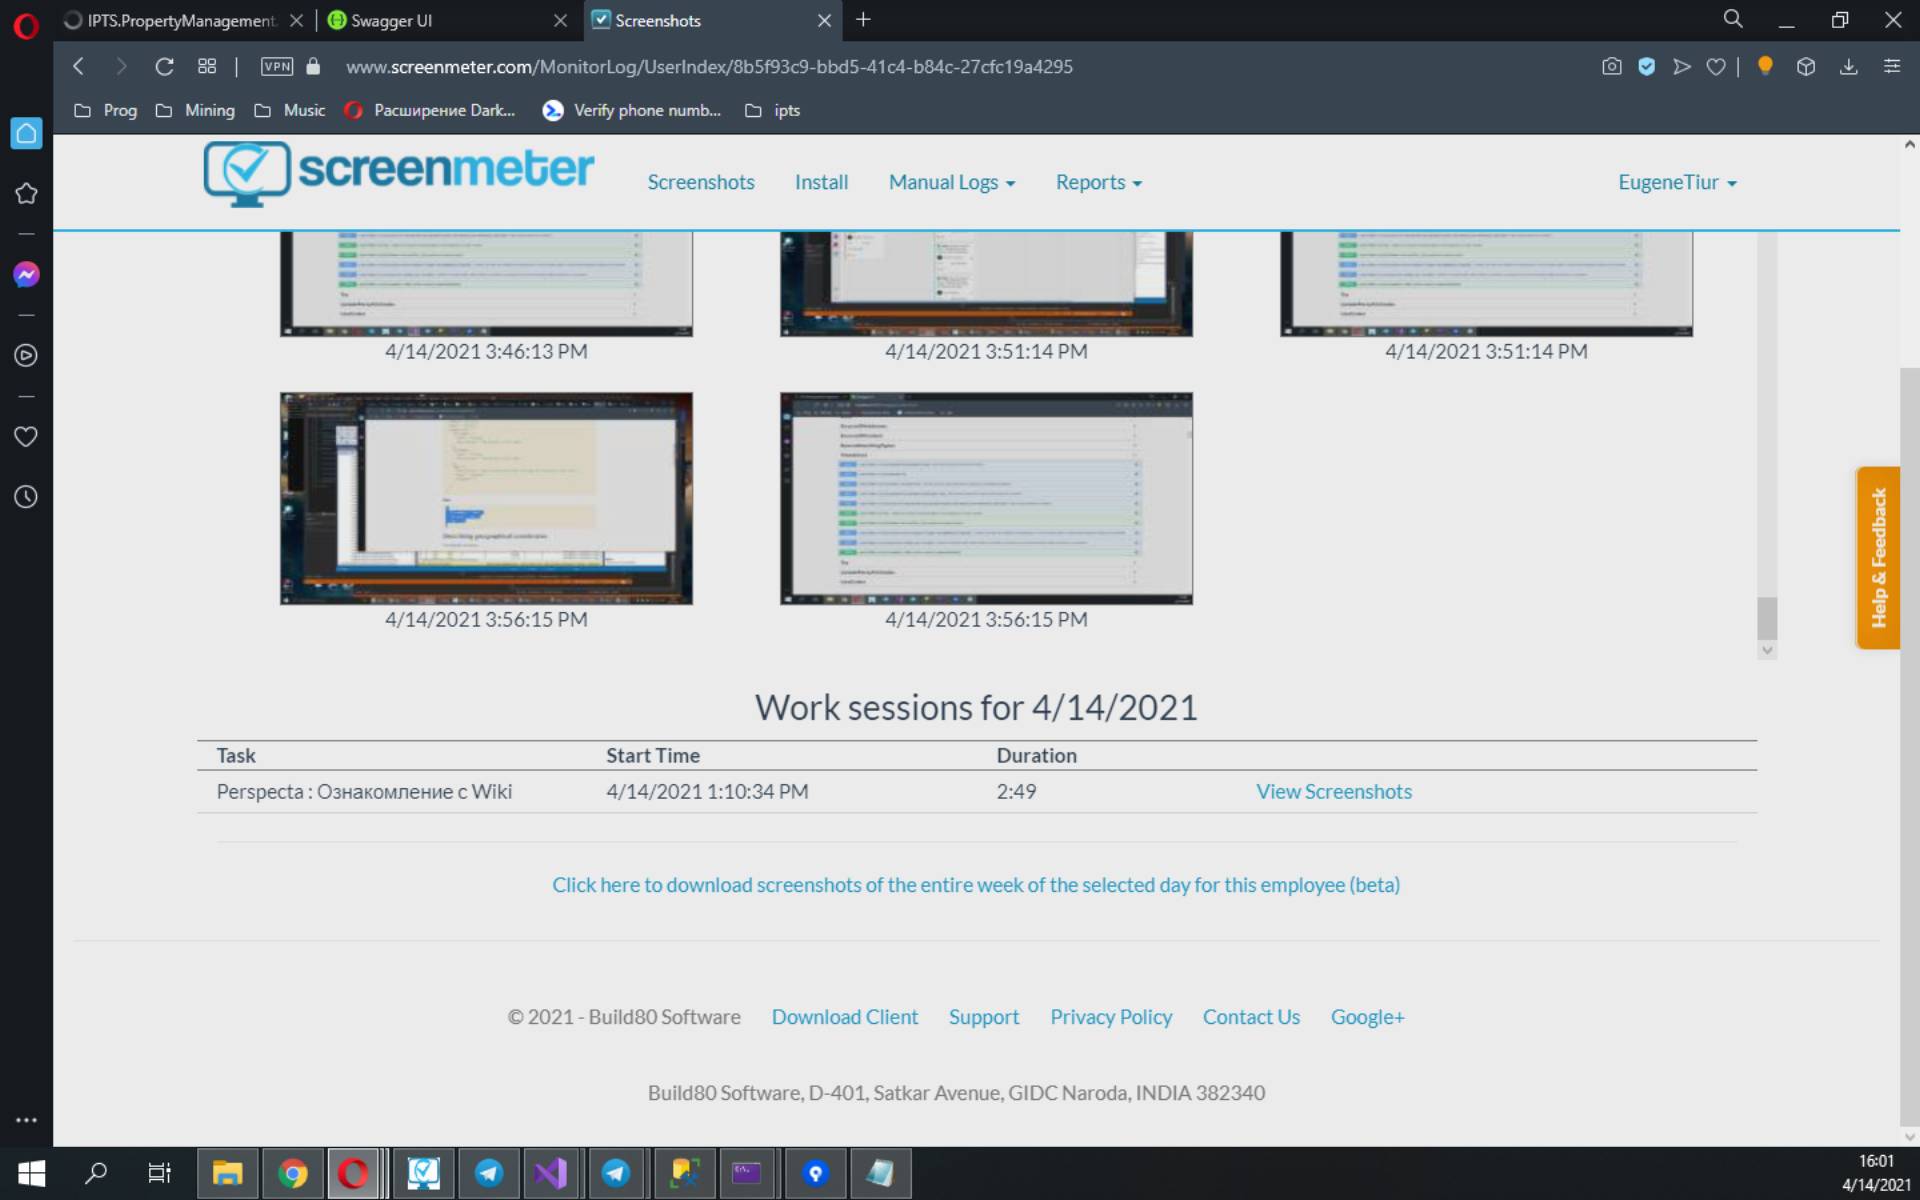 IPTS.PropertyManagement.
Swagger UI
Screenshots
VPN
www.screenmeter.com/MonitorLog/UserIndex/8b5f93c9-bbd5-41c4-b84c-27cfc19a4295
Prog
Mining
Music
Расширение Dark...
Verify phone numb...
ipts
screenmeter
Screenshots
Install
Manual Logs
Reports
EugeneTiur
4/14/2021 3:46:13 PM
4/14/2021 3:51:14 PM
4/14/2021 3:51:14 PM
4/14/2021 3:56:15 PM
4/14/2021 3:56:15 PM
Help & Feedback
Work sessions for 4/14/2021
Task Start Time Duration
Perspecta : Ознакомление с Wiki 4/14/2021 1:10:34 PM 2:49 View Screenshots
Click here to download screenshots of the entire week of the selected day for this employee (beta)
© 2021 - Build80 Software Download Client Support Privacy Policy Contact Us Google+
Build80 Software, D-401, Satkar Avenue, GIDC Naroda, INDIA 382340
16:01
4/14/2021